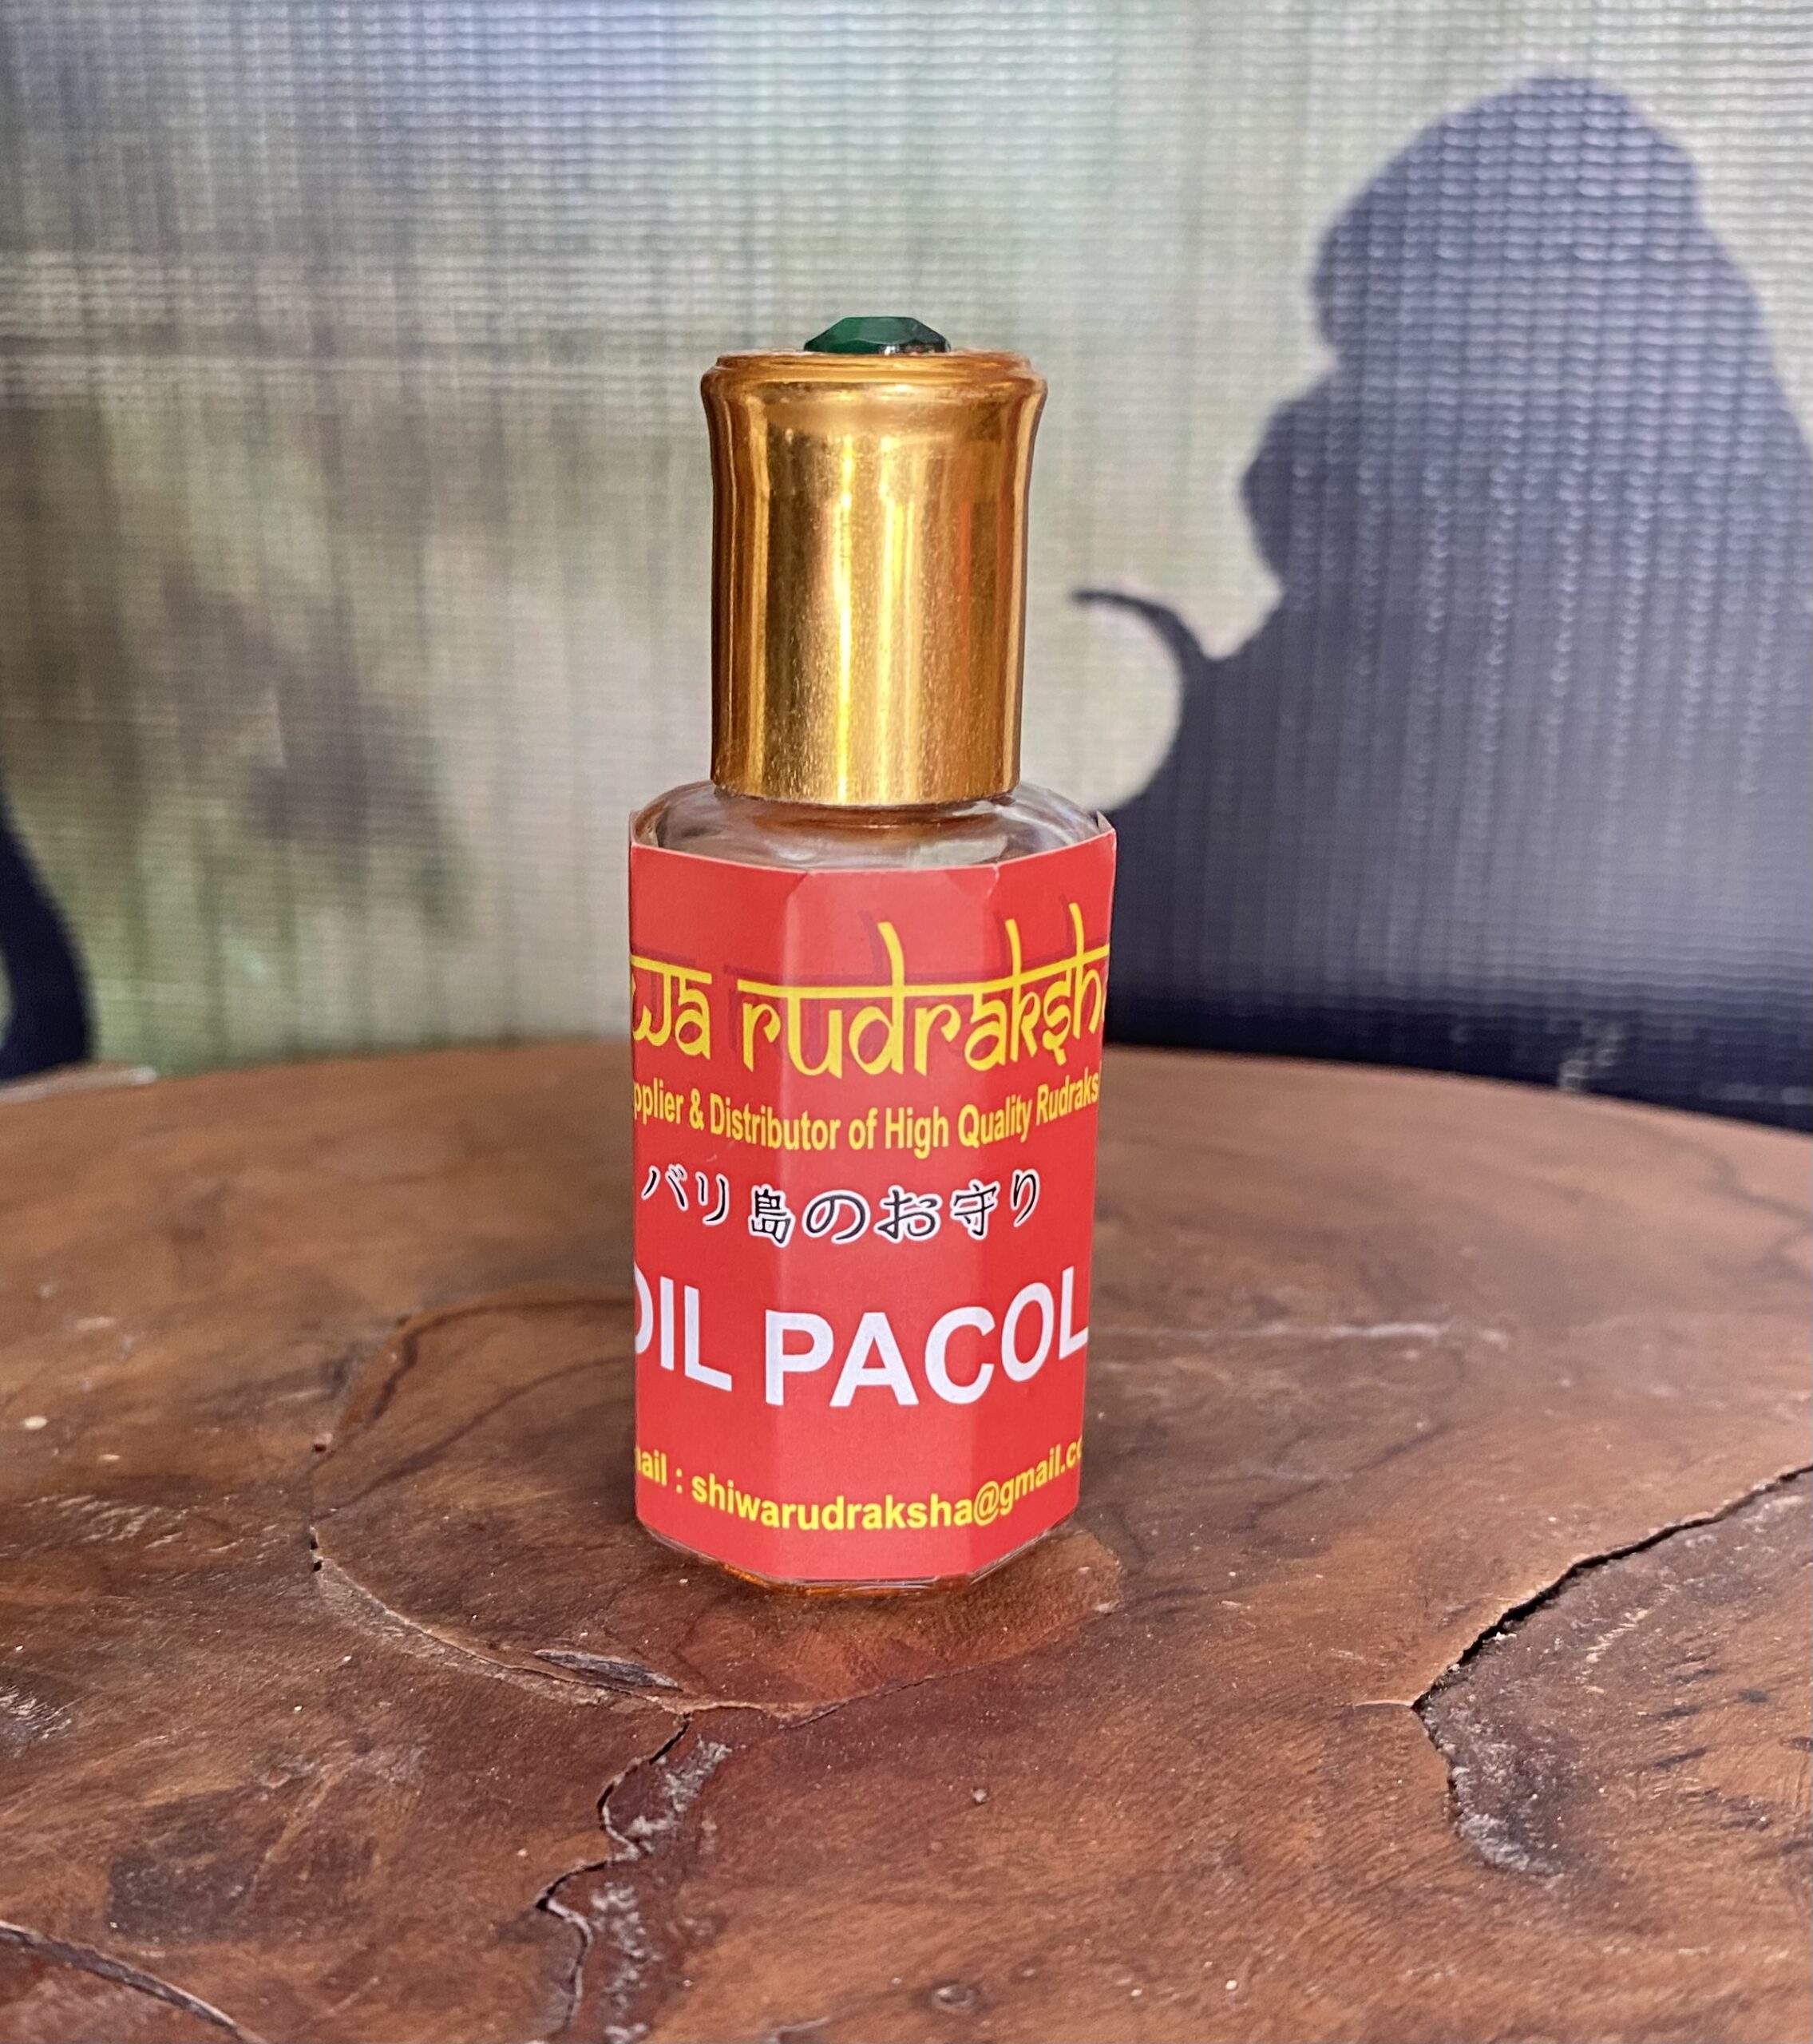 wa rudraksh
pplier & Distributor of High Quality Rudraks
バリ島のお守り
OIL PACOL
ail : shiwarudraksha@gmail.co